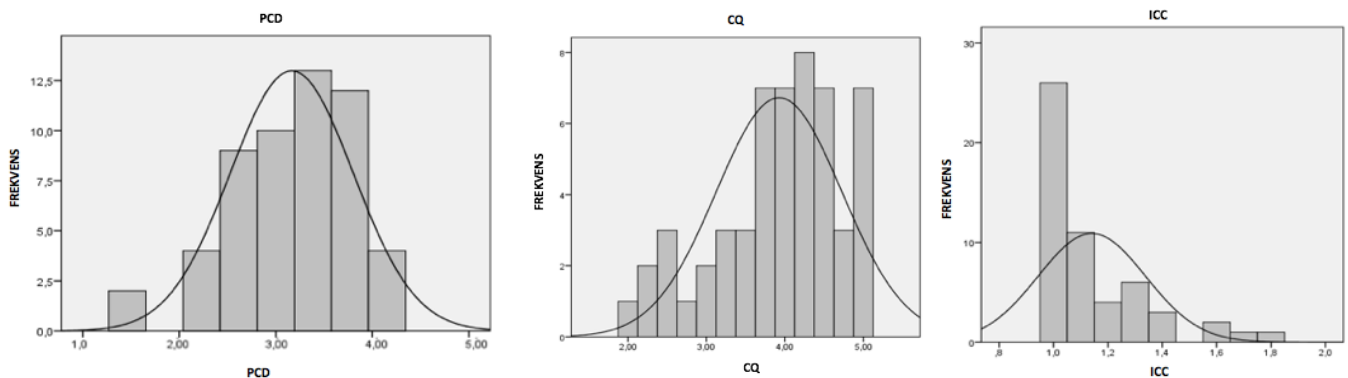 PCD
FREKVENS
12,5
10,0
7,5
5,0
2,5
0,0
1,0 2,00 3,00 4,00 5,00
PCD
CQ
FREKVENS
8
6
4
2
0
2,00 3,00 4,00 5,00
CQ
ICC
FREKVENS
30
20
10
0
,8 1,0 1,2 1,4 1,6 1,8 2,0
ICC